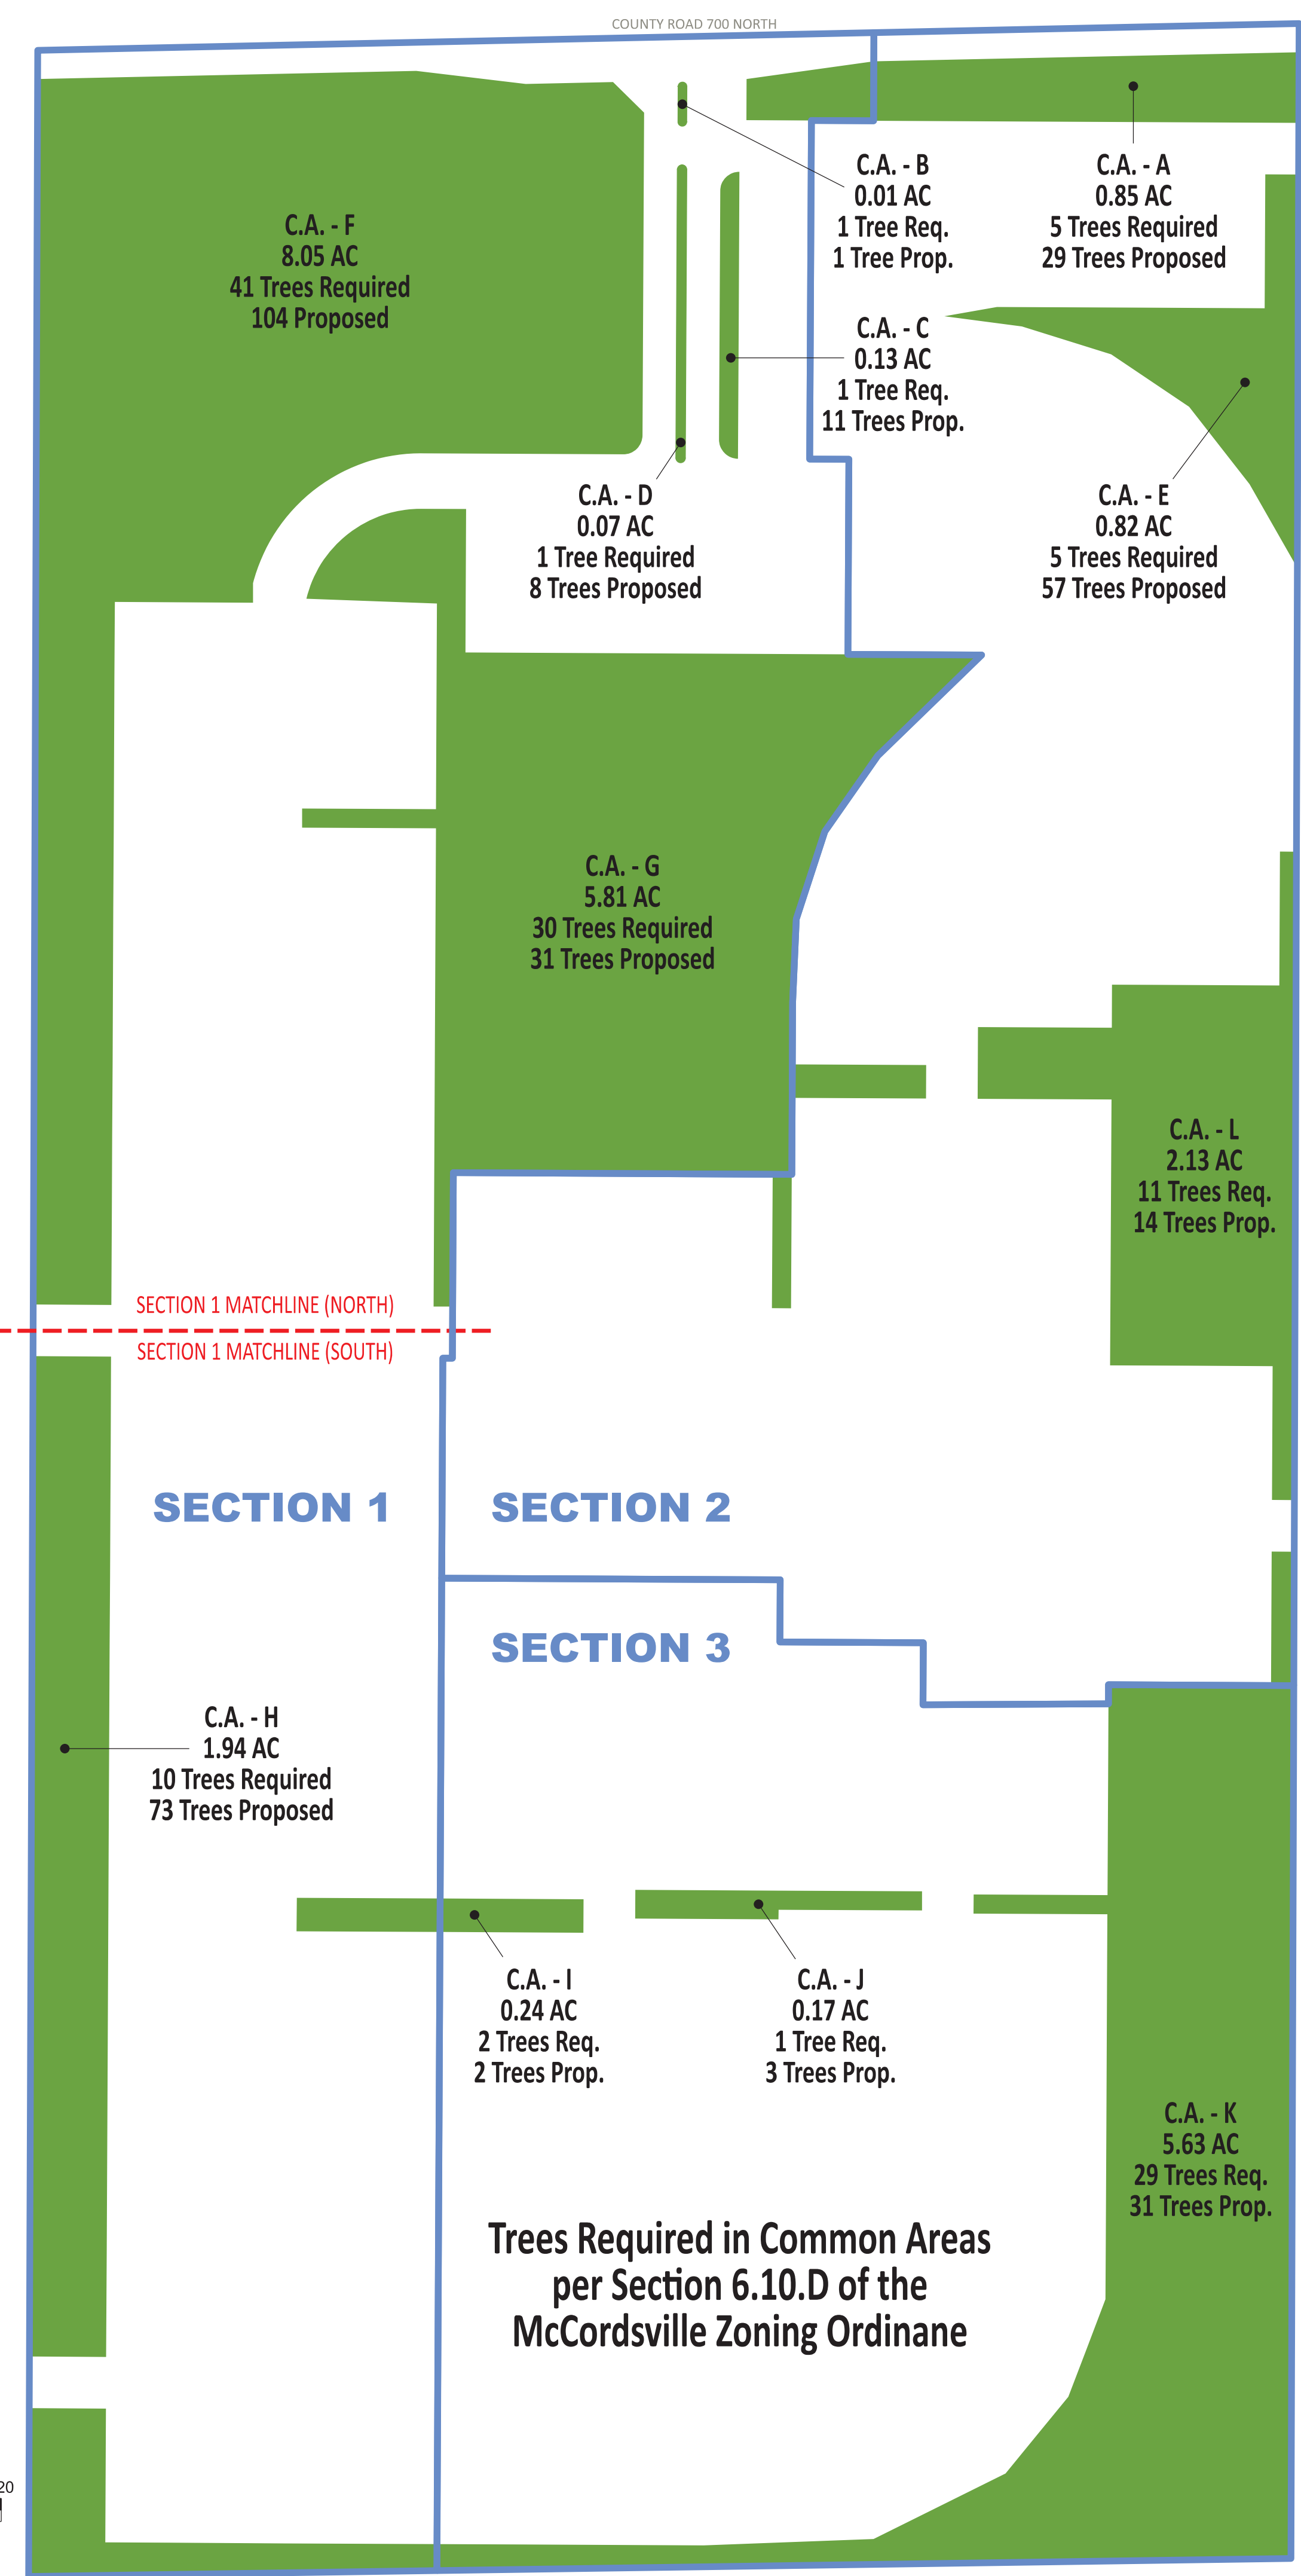 COUNTY ROAD 700 NORTH
C.A. - B
0.01 AC
1 Tree Req.
1 Tree Prop.
C.A. - A
0.85 AC
5 Trees Required
29 Trees Proposed
C.A. - F
8.05 AC
41 Trees Required
104 Proposed
C.A. - C
0.13 AC
1 Tree Req.
11 Trees Prop.
C.A. - D
0.07 AC
1 Tree Required
8 Trees Proposed
C.A. - E
0.82 AC
5 Trees Required
57 Trees Proposed
C.A. - G
5.81 AC
30 Trees Required
31 Trees Proposed
C.A. - L
2.13 AC
11 Trees Req.
14 Trees Prop.
SECTION 1 MATCHLINE (NORTH)
SECTION 1 MATCHLINE (SOUTH)
SECTION 1
SECTION 2
SECTION 3
C.A. - H
1.94 AC
10 Trees Required
73 Trees Proposed
C.A. - I
0.24 AC
2 Trees Req.
2 Trees Prop.
C.A. - J
0.17 AC
1 Tree Req.
3 Trees Prop.
C.A. - K
5.63 AC
29 Trees Req.
31 Trees Prop.
Trees Required in Common Areas
per Section 6.10.D of the
McCordsville Zoning Ordinane
20